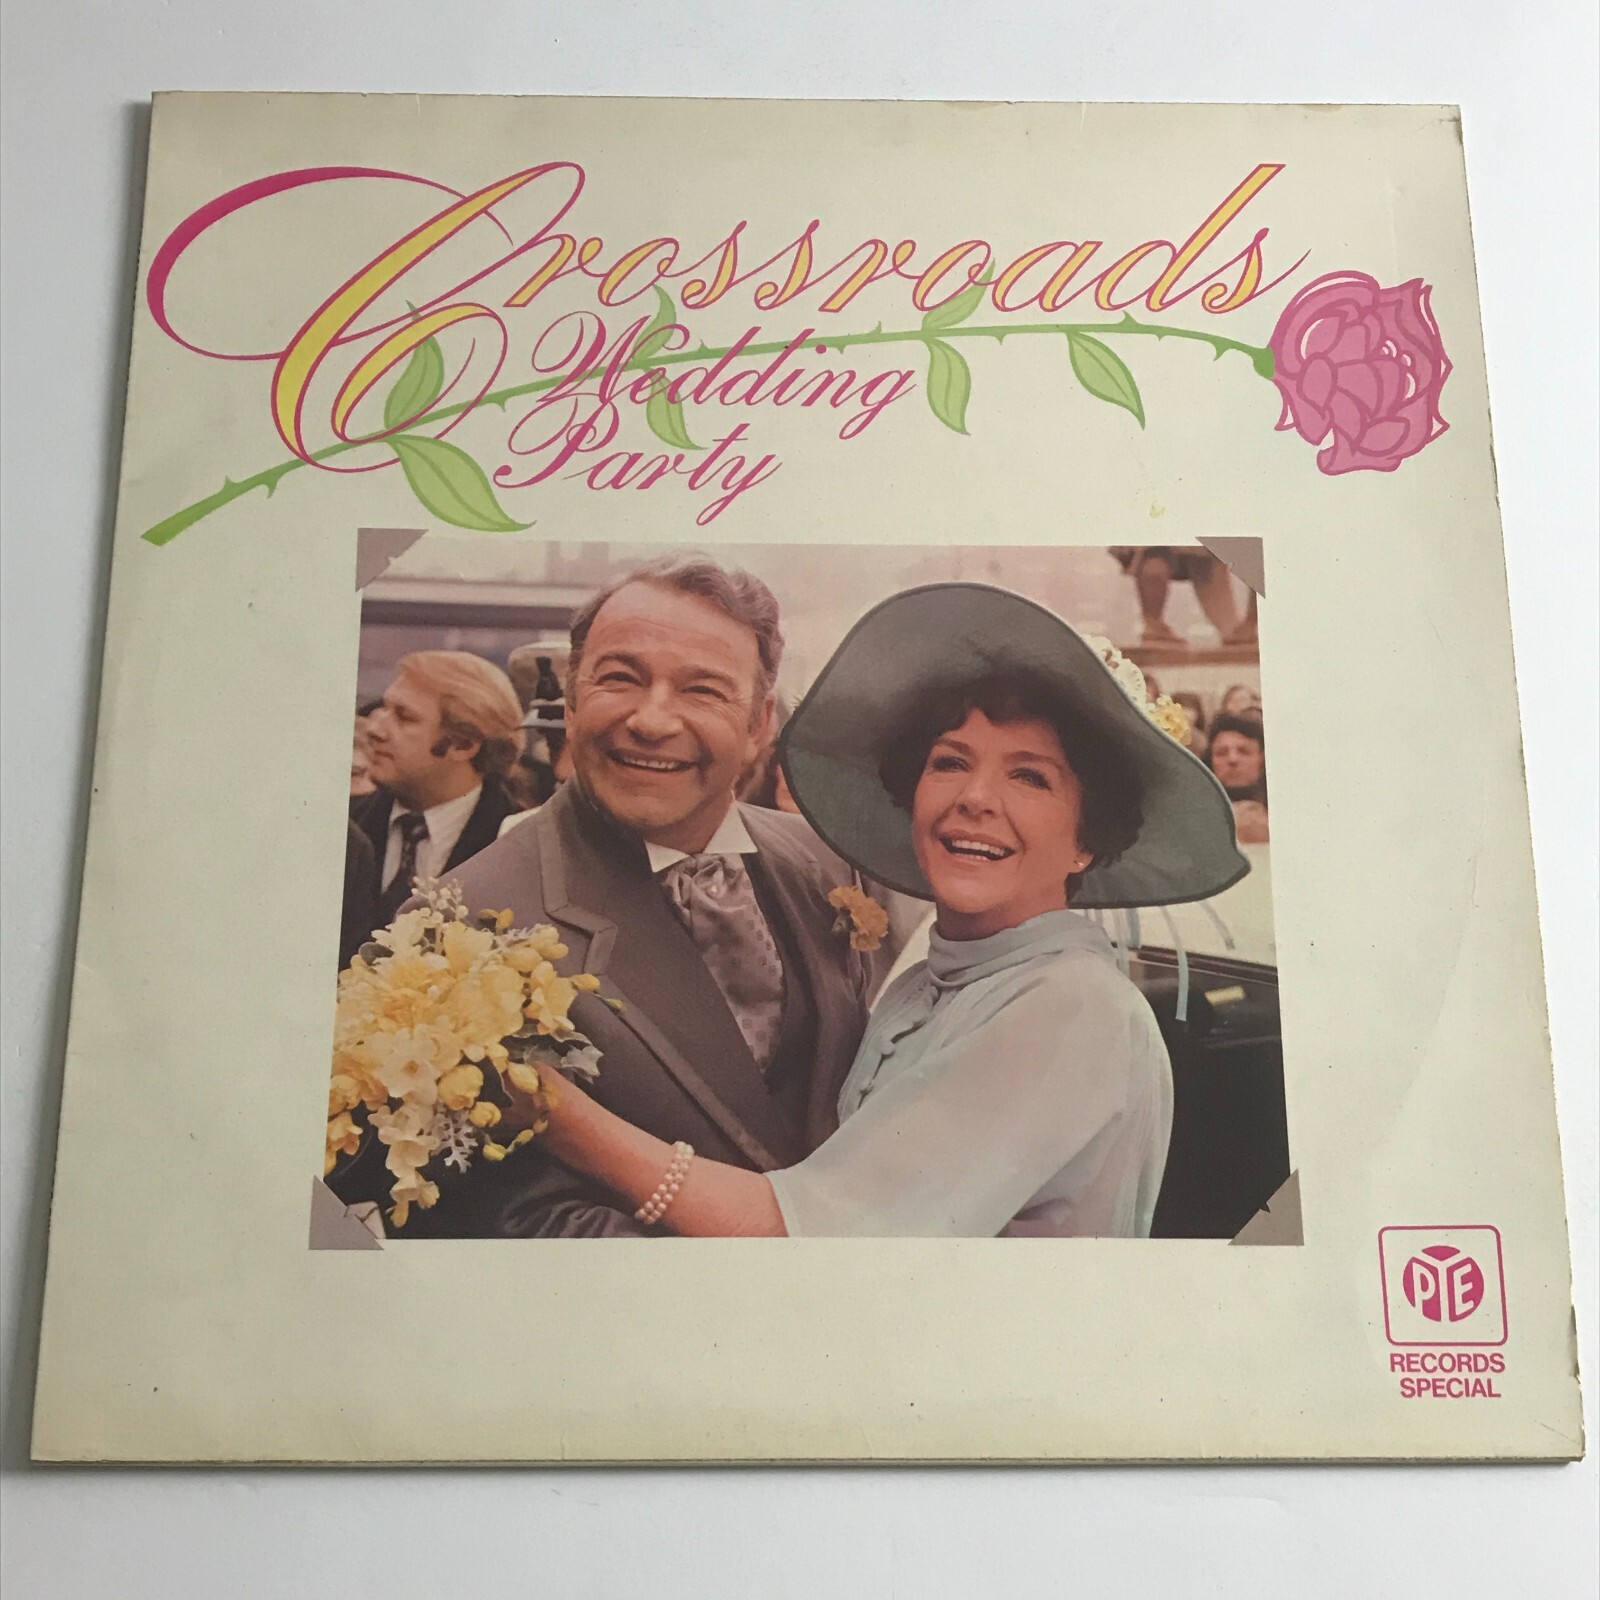 Crossroads
Wedding
Party
PYE
RECORDS
SPECIAL